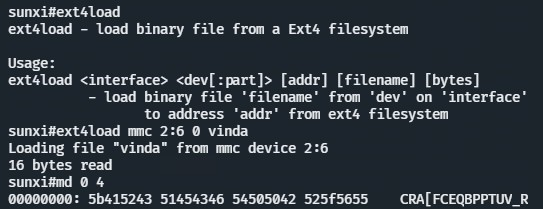 sunxi#ext4load
ext4load - load binary file from a Ext4 filesystem

Usage:
ext4load <interface> <dev[:part]> [addr] [filename] [bytes]
- load binary file 'filename' from 'dev' on 'interface'
to address 'addr' from ext4 filesystem
sunxi#ext4load mmc 2:6 0 vinda
Loading file "vinda" from mmc device 2:6
16 bytes read
sunxi#md 0 4
00000000: 5b415243 51454346 54505042 525f5655    CRA[FCEQBPPTUV_R